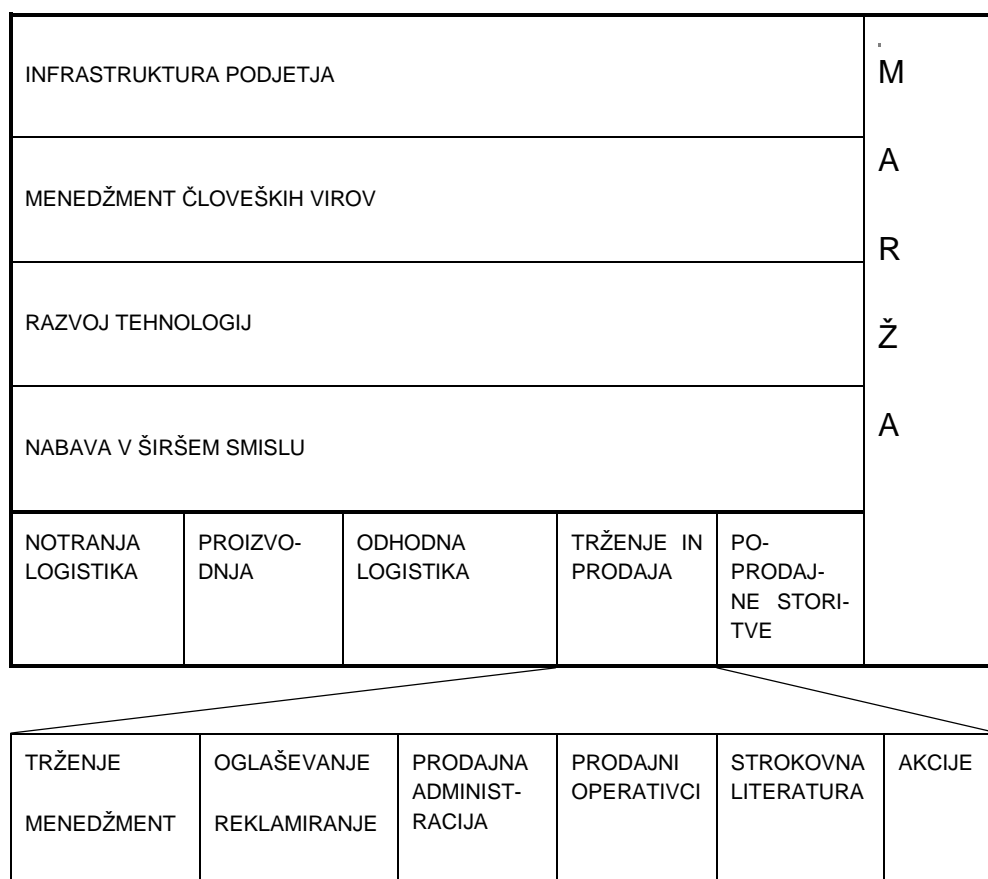 INFRASTRUKTURA PODJETJA
MENEDŽMENT ČLOVEŠKIH VIROV
RAZVOJ TEHNOLOGIJ
NABAVA V ŠIRŠEM SMISLU
M
A
R
Ž
A
NOTRANJA
LOGISTIKA
PROIZVO-
DNJA
ODHODNA
LOGISTIKA
TRŽENJE IN
PRODAJA
PO-
PRODAJ-
NE STORI-
TVE
TRŽENJE
MENEDŽMENT
OGLAŠEVANJE
REKLAMIRANJE
PRODAJNA
ADMINIST-
RACIJA
PRODAJNI
OPERATIVCI
STROKOVNA
LITERATURA
AKCIJE